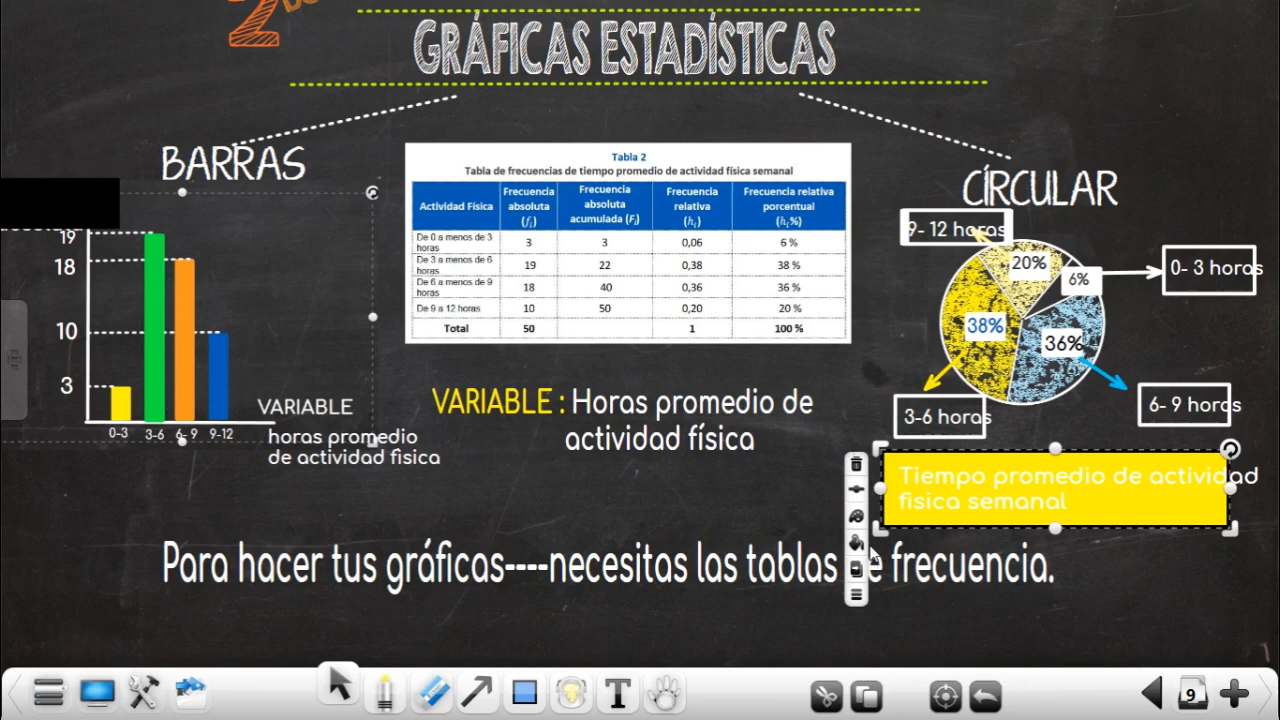 2
GRÁFICAS ESTADÍSTICAS
BARRAS
19
18
10
3
0-3 3-6 6- 9 9-12
VARIABLE
horas promedio
de actividad fisica
Tabla 2
Tabla de frecuencias de tiempo promedio de actividad física semanal
Actividad Física Frecuencia absoluta (fi) Frecuencia absoluta acumulada (Fi) Frecuencia relativa (hi) Frecuencia relativa porcentual (hi%)
De 0 a menos de 3 horas 3 3 0,06 6 %
De 3 a menos de 6 horas 19 22 0,38 38 %
De 6 a menos de 9 horas 18 40 0,36 36 %
De 9 a 12 horas 10 50 0,20 20 %
Total 50 1 100 %
VARIABLE : Horas promedio de
actividad física
CÍRCULAR
9- 12 horas
20%
6%
0- 3 horas
38%
36%
3-6 horas
6- 9 horas
Tiempo promedio de actividad
fisica semanal
Para hacer tus gráficas----necesitas las tablas de frecuencia.
T
9